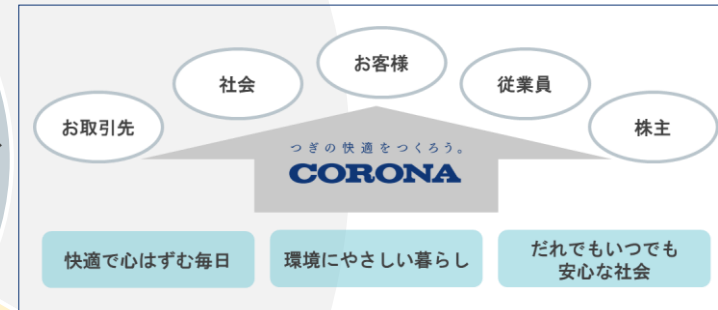 お客様
社会
従業員
お取引先
株主
つぎの快適をつくろう。
CORONA
快適で心はずむ毎日
環境にやさしい暮らし
だれでもいつでも
安心な社会